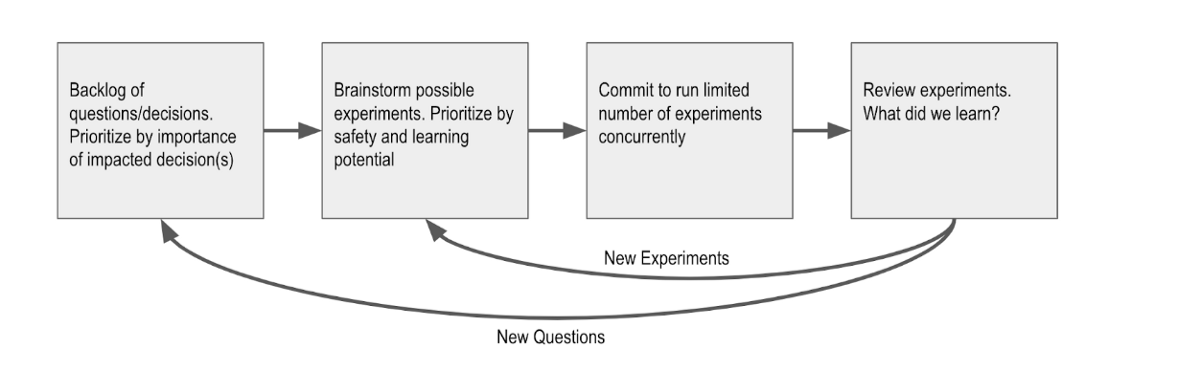 Backlog of
questions/decisions.
Prioritize by importance
of impacted decision(s)
Brainstorm possible
experiments. Prioritize by
safety and learning
potential
Commit to run limited
number of experiments
concurrently
Review experiments.
What did we learn?
New Experiments
New Questions